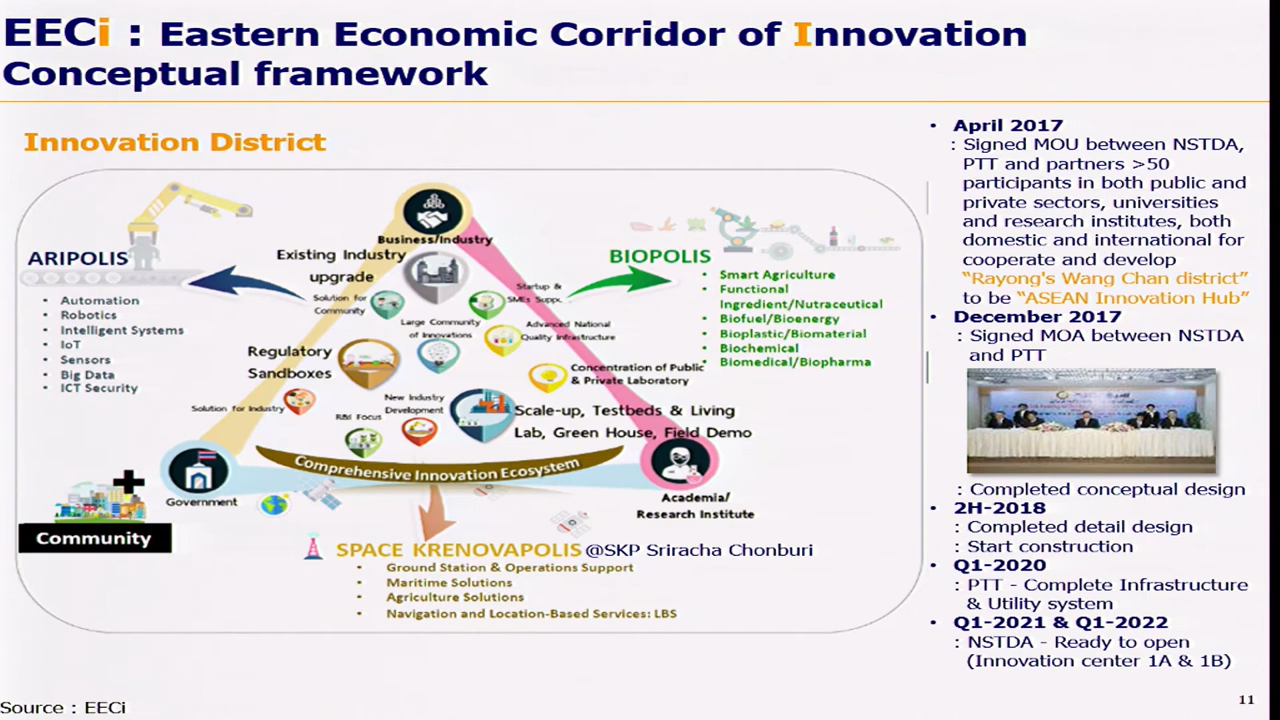 EECi : Eastern Economic Corridor of Innovation
Conceptual framework
Innovation District
Business/Industry
ARIPOLIS
• Automation
• Robotics
• Intelligent Systems
• IoT
• Sensors
• Big Data
• ICT Security
Existing Industry
upgrade
Solution for
Community
Startup &
SMEs Suppc.
Large Community
of Innovations
Advanced National
Quality Infrastructure
Regulatory
Sandboxes
Concentration of Public
& Private Laboratory
Solution for Industry
R&I Focus
New Industry
Development
Scale-up, Testbeds & Living
Lab, Green House, Field Demo
BIOPOLIS
• Smart Agriculture
• Functional
Ingredient/Nutraceutical
• Biofuel/Bioenergy
• Bioplastic/Biomaterial
• Biochemical
• Biomedical/Biopharma
Comprehensive Innovation Ecosystem
Government
Academia/
Research Institute
Community
SPACE KRENOVAPOLIS @SKP Sriracha Chonburi
• Ground Station & Operations Support
• Maritime Solutions
• Agriculture Solutions
• Navigation and Location-Based Services: LBS
• April 2017
: Signed MOU between NSTDA,
PTT and partners >50
participants in both public and
private sectors, universities
and research institutes, both
domestic and international for
cooperate and develop
“Rayong's Wang Chan district”
to be “ASEAN Innovation Hub”
• December 2017
: Signed MOA between NSTDA
and PTT
: Completed conceptual design
• 2H-2018
: Completed detail design
: Start construction
• Q1-2020
: PTT - Complete Infrastructure
& Utility system
• Q1-2021 & Q1-2022
: NSTDA - Ready to open
(Innovation center 1A & 1B)
Source : EECi
11